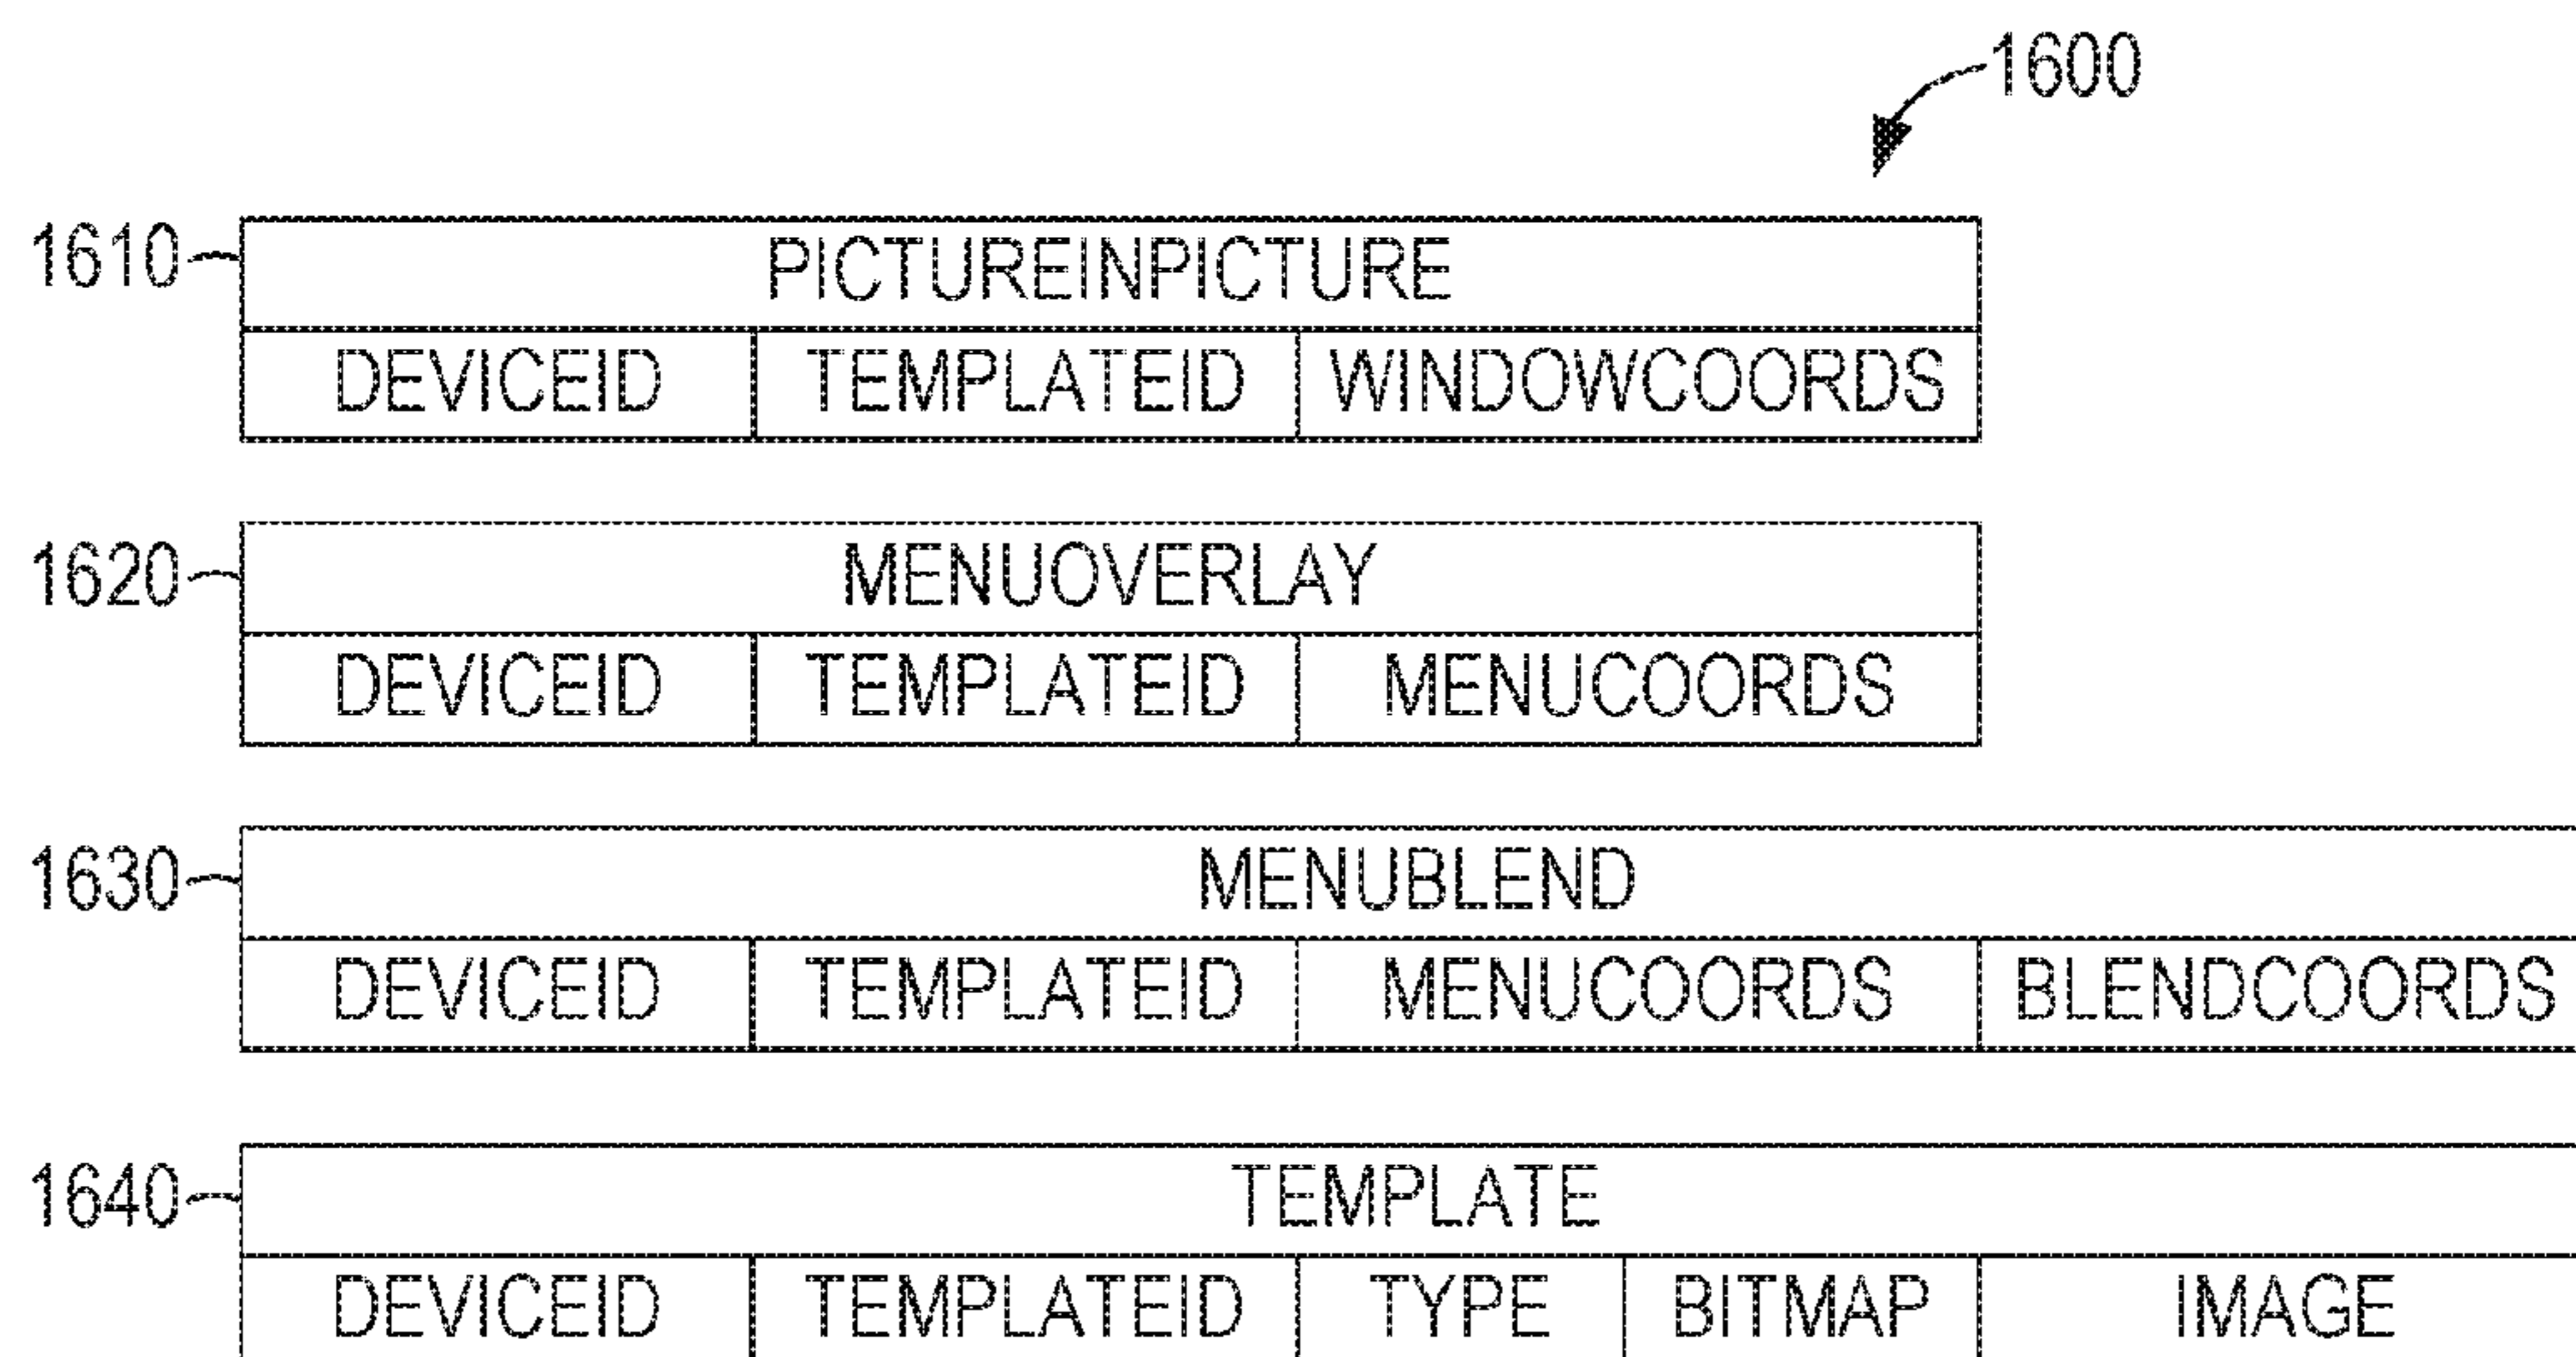 1600
1610 PICTUREINPICTURE
DEVICEID TEMPLATEID WINDOWCOORDS
1620 MENUOVERLAY
DEVICEID TEMPLATEID MENUCOORDS
1630 MENUBLEND
DEVICEID TEMPLATEID MENUCOORDS BLENDCOORDS
1640 TEMPLATE
DEVICEID TEMPLATEID TYPE BITMAP IMAGE